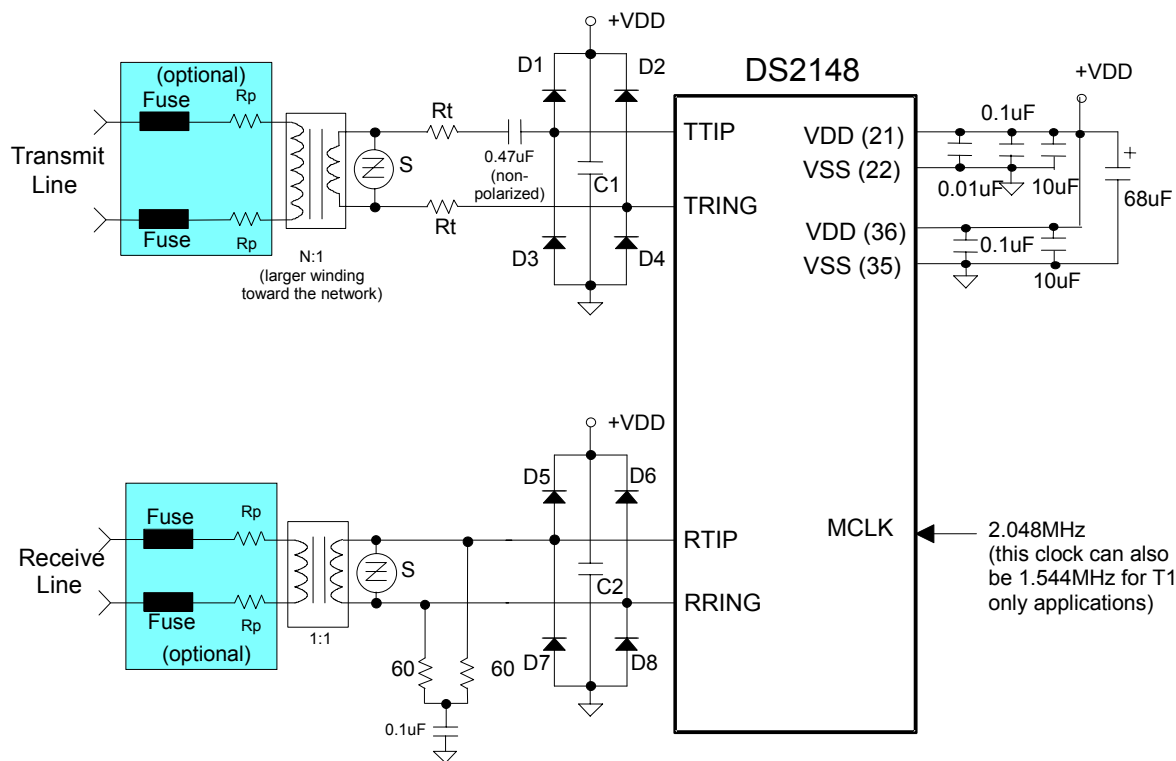 +VDD
(optional)
Fuse
Rp
D1
D2
DS2148
+VDD
Transmit
Line
Rt
0.47uF
(non-
polarized)
S
C1
TTIP
TRING
VDD (21)
VSS (22)
0.1uF
0.01uF
10uF
+
68uF
Fuse
Rp
Rt
D3
D4
VDD (36)
VSS (35)
0.1uF
10uF
N:1
(larger winding
toward the network)
+VDD
D5
D6
Fuse
Rp
Receive
Line
S
C2
RTIP
RRING
MCLK
2.048MHz
(this clock can also
be 1.544MHz for T1
only applications)
Fuse
Rp
(optional)
1:1
60
60
D7
D8
0.1uF